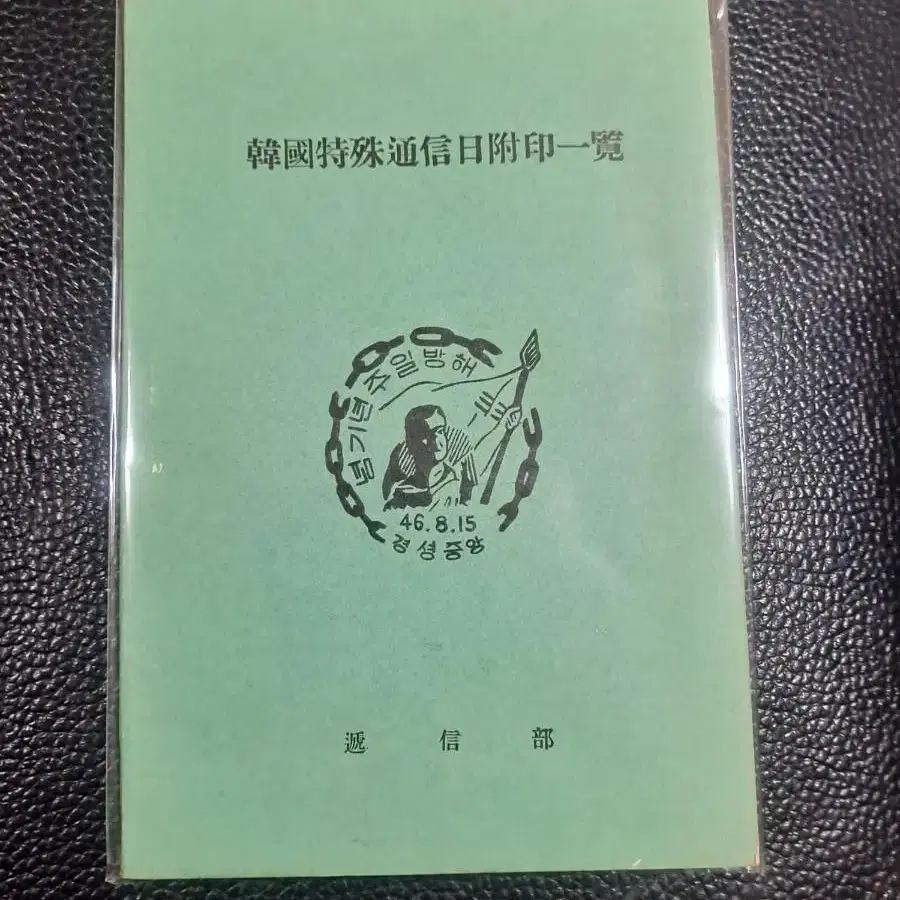 韓國特殊通信日附印一覽
해방일주년기념
46.8.15
경성중앙
遞信部